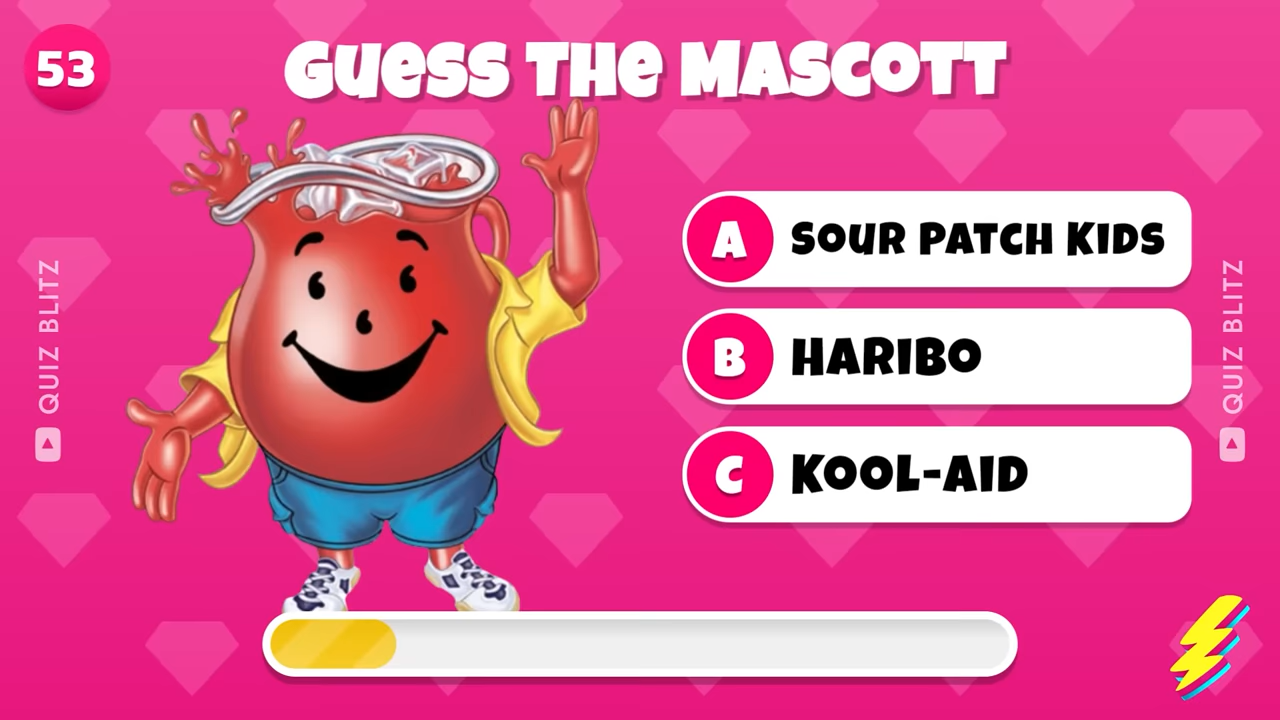 53
GUESS THE MASCOTT
A SOUR PATCH KIDS
B HARIBO
C KOOL-AID
QUIZ BLITZ
QUIZ BLITZ